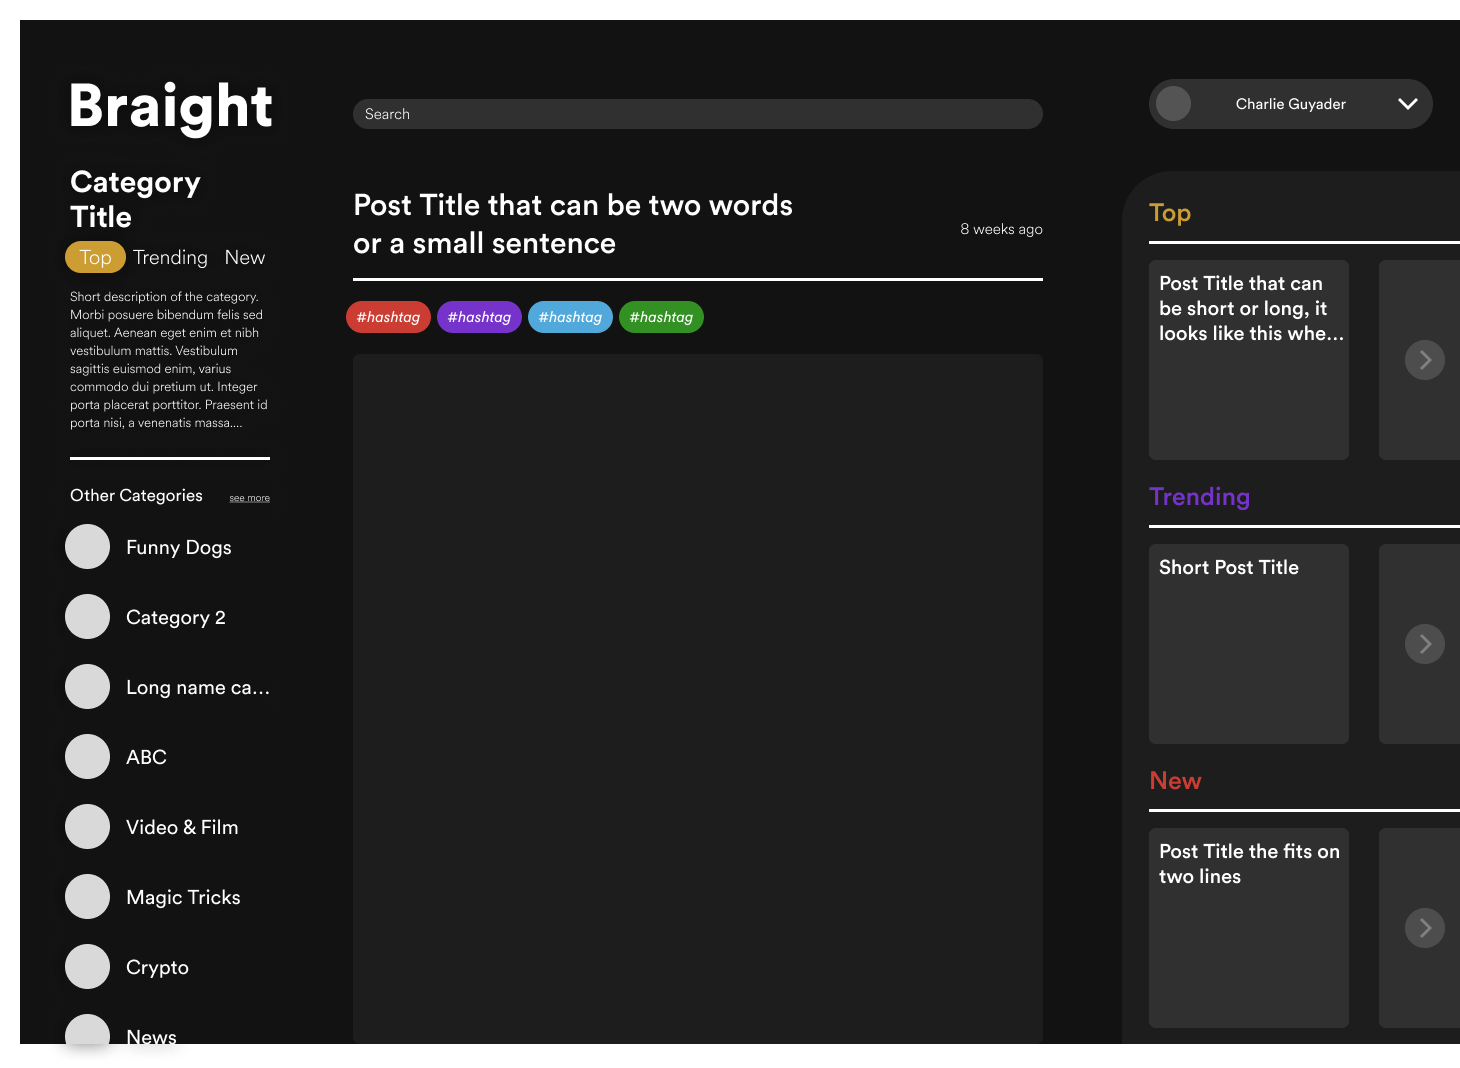 Braight
Search
Charlie Guyader
Category
Title
Top
Trending
New
Short description of the category.
Morbi posuere bibendum felis sed
aliquet. Aenean eget enim et nibh
vestibulum mattis. Vestibulum
sagittis euismod enim, varius
commodo dui pretium ut. Integer
porta placerat porttitor. Praesent id
porta nisi, a venenatis massa....
Other Categories
see more
Funny Dogs
Category 2
Long name ca...
ABC
Video & Film
Magic Tricks
Crypto
News
Post Title that can be two words
or a small sentence
8 weeks ago
#hashtag
#hashtag
#hashtag
#hashtag
Top
Post Title that can
be short or long, it
looks like this whe...
Trending
Short Post Title
New
Post Title the fits on
two lines